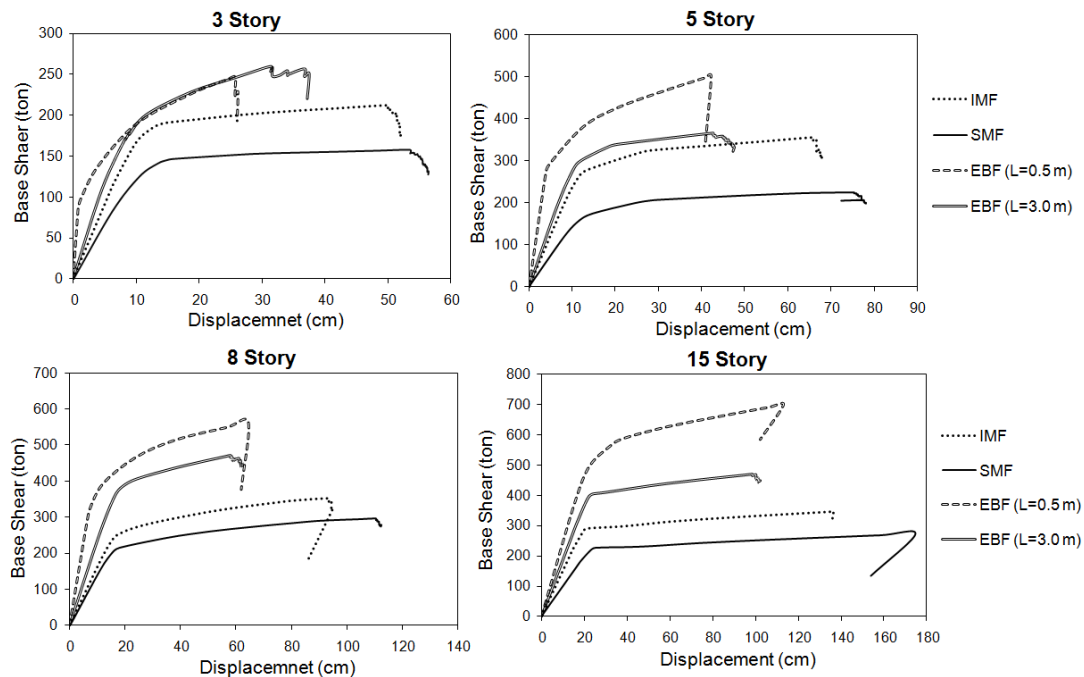 3 Story
300
250
200
150
100
50
0
Base Shaer (ton)
0 10 20 30 40 50 60
Displacemnet (cm)
5 Story
600
500
400
300
200
100
0
Base Shear (ton)
0 10 20 30 40 50 60 70 80 90
Displacement (cm)
IMF
SMF
EBF (L=0.5 m)
EBF (L=3.0 m)
8 Story
700
600
500
400
300
200
100
0
Base Shear (ton)
0 20 40 60 80 100 120 140
Displacemnet (cm)
15 Story
800
700
600
500
400
300
200
100
0
Base Shear (ton)
0 20 40 60 80 100 120 140 160 180
Displacement (cm)
IMF
SMF
EBF (L=0.5 m)
EBF (L=3.0 m)